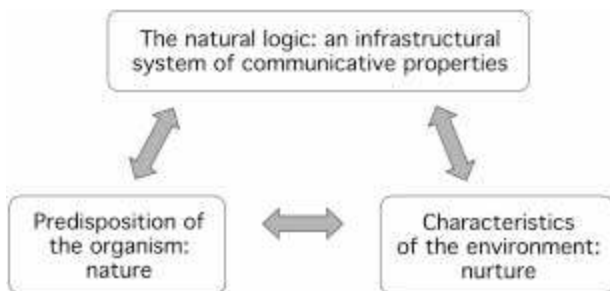 The natural logic: an infrastructural
system of communicative properties
Predisposition of
the organism:
nature
Characteristics
of the environment:
nurture